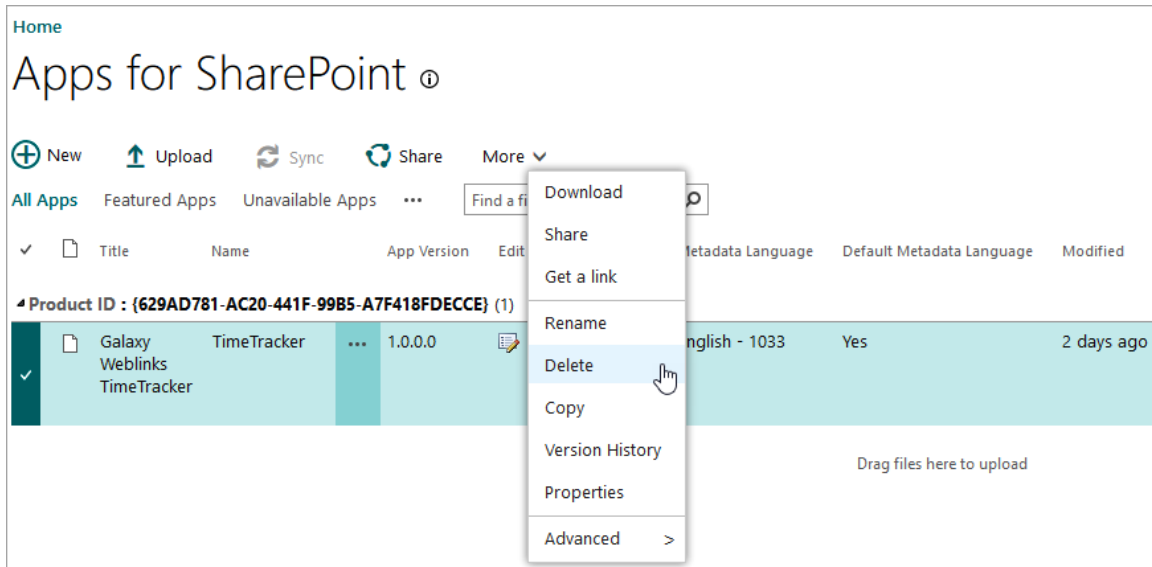 Home
Apps for SharePoint
New Upload Sync Share More
All Apps Featured Apps Unavailable Apps ••• Find a fi
Title Name App Version Edit Metadata Language Default Metadata Language Modified
Product ID : {629AD781-AC20-441F-99B5-A7F418FDECCE} (1)
Galaxy Weblinks TimeTracker TimeTracker ••• 1.0.0.0 nglish - 1033 Yes 2 days ago
Download
Share
Get a link
Rename
Delete
Copy
Version History
Properties
Advanced >
Drag files here to upload